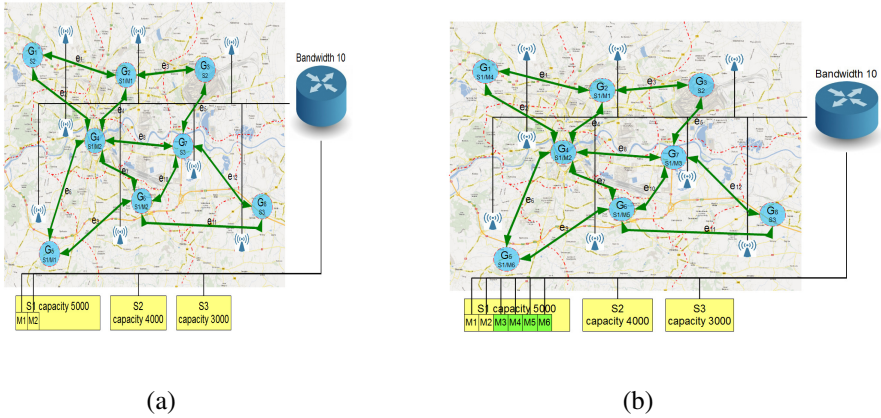 G1
S2
e1
G2
S1/M1
e3
G3
S2
Bandwidth 10
e2
e4
e5
G4
S1/M2
e8
G7
S3
e6
e7
e10
e12
G6
S1/M2
G8
S3
e9
e11
G5
S1/M1
S1 capacity 5000
M1 M2
S2
capacity 4000
S3
capacity 3000
(a)
G1
S1/M4
e1
G2
S1/M1
e3
G3
S2
Bandwidth 10
e2
e4
e5
G4
S1/M2
e8
G7
S1/M3
e6
e7
e10
e12
G6
S1/M5
G8
S3
e9
e11
S1/M6
S1 capacity 5000
M1 M2 M3 M4 M5 M6
S2
capacity 4000
S3
capacity 3000
(b)